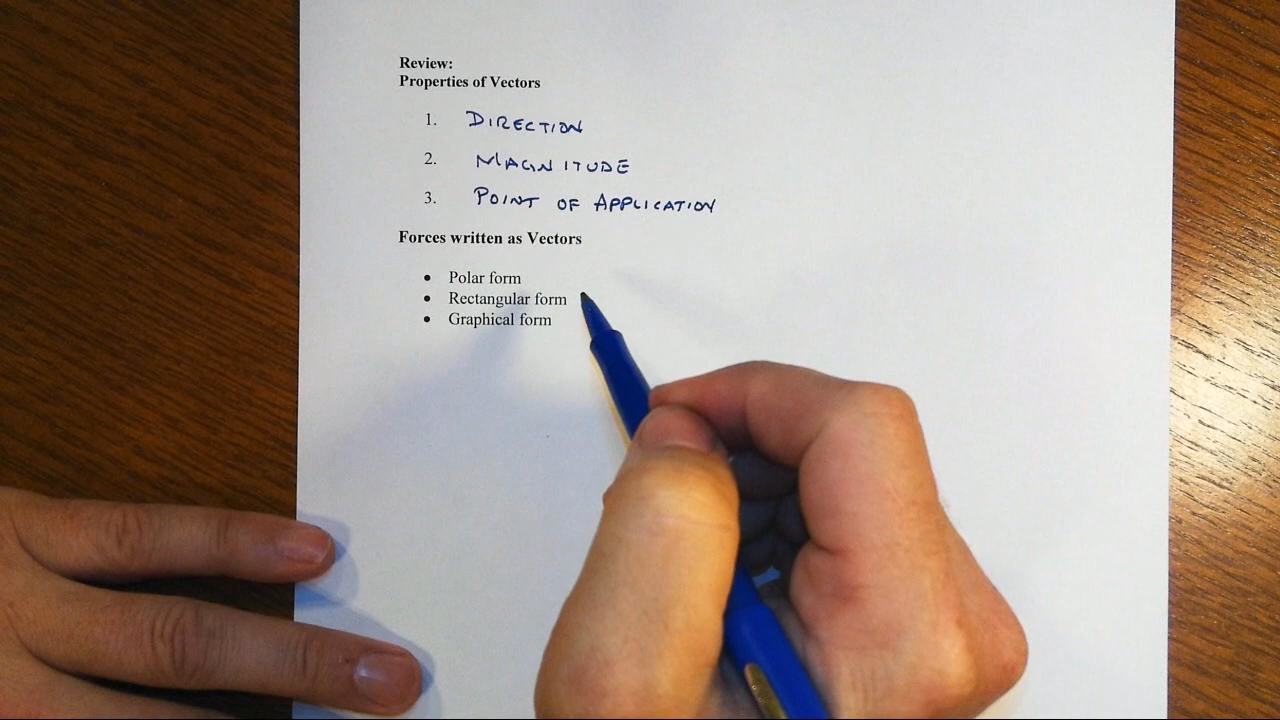 Review:
Properties of Vectors
1. DIRECTION
2. MAGNITUDE
3. POINT OF APPLICATION
Forces written as Vectors
• Polar form
• Rectangular form
• Graphical form